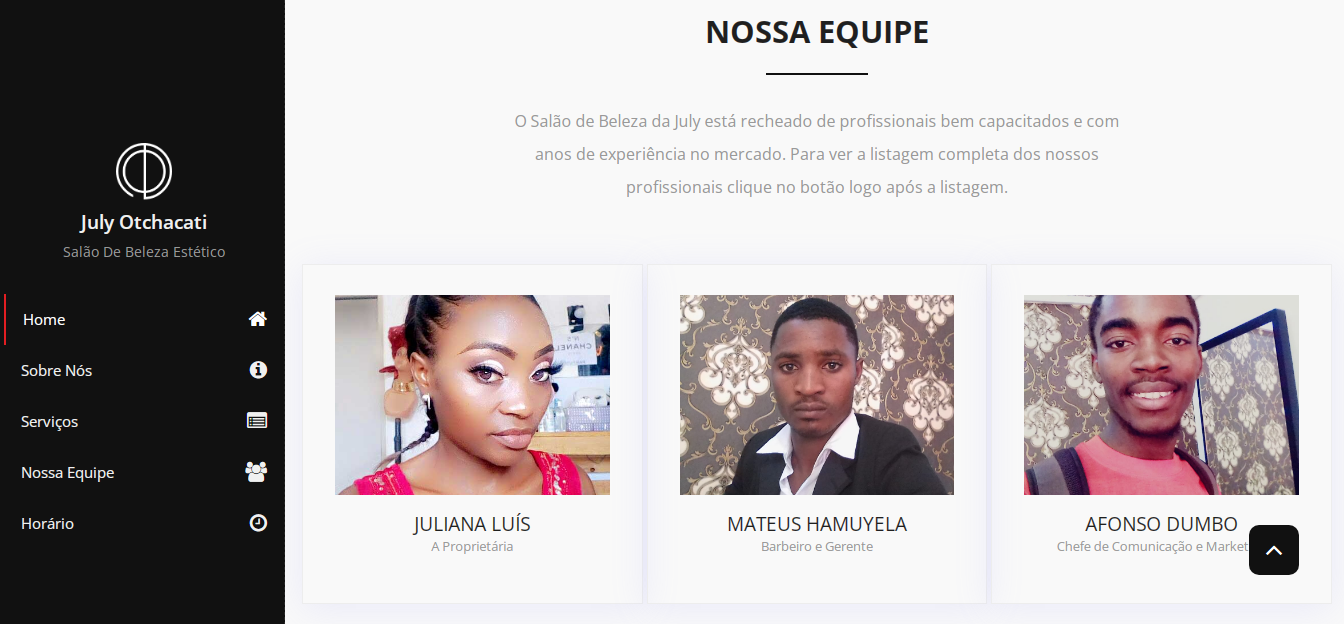 July Otchacati
Salão De Beleza Estético
Home
Sobre Nós
Serviços
Nossa Equipe
Horário
NOSSA EQUIPE
O Salão de Beleza da July está recheado de profissionais bem capacitados e com
anos de experiência no mercado. Para ver a listagem completa dos nossos
profissionais clique no botão logo após a listagem.
CHANEL
JULIANA LUÍS
A Proprietária
MATEUS HAMUYELA
Barbeiro e Gerente
AFONSO DUMBO
Chefe de Comunicação e Market